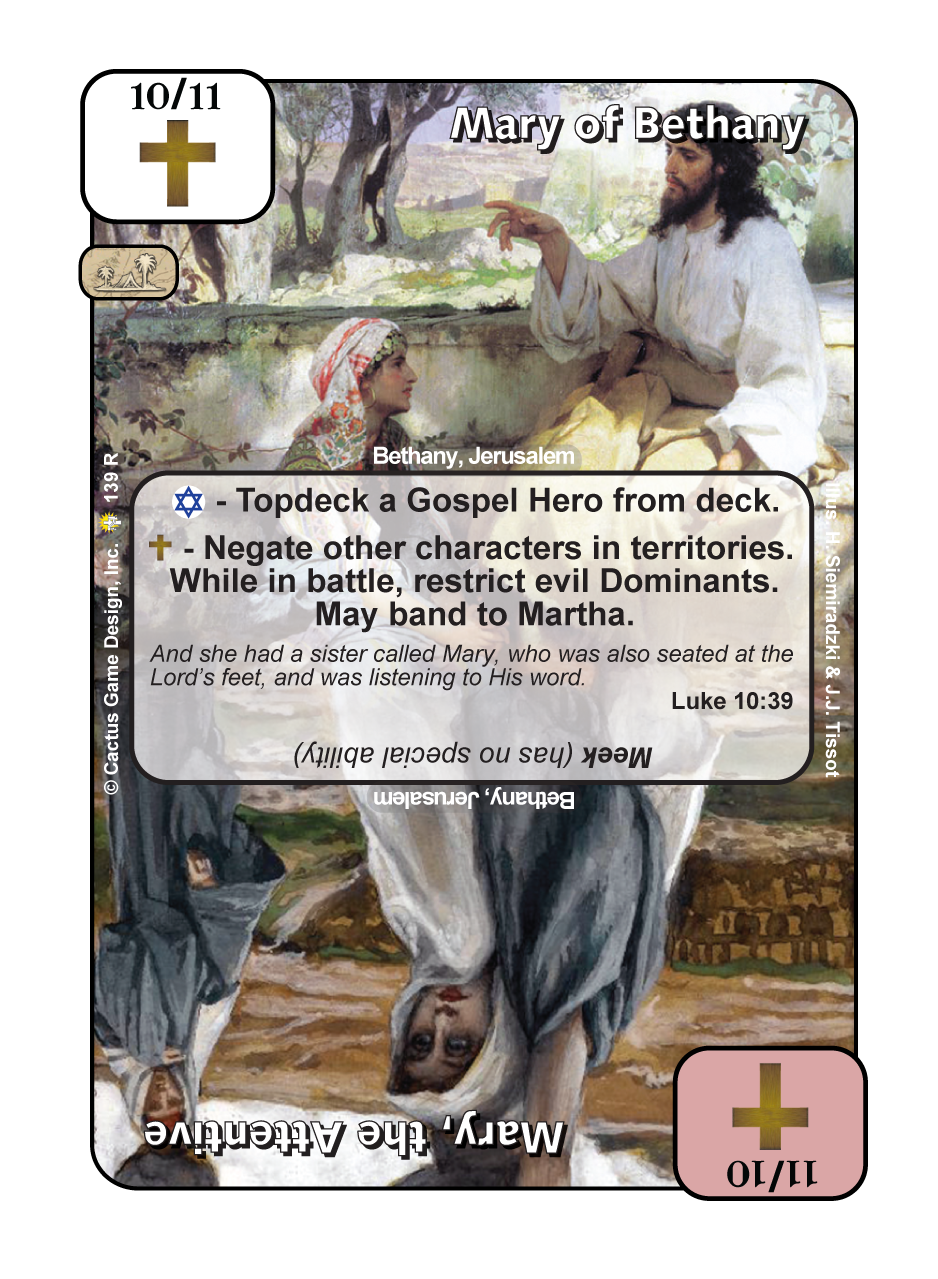 10/11
Mary of Bethany
Bethany, Jerusalem
- Topdeck a Gospel Hero from deck.
- Negate other characters in territories.
While in battle, restrict evil Dominants.
May band to Martha.
And she had a sister called Mary, who was also seated at the
Lord's feet, and was listening to His word.
Luke 10:39
Meek (has no special ability)
Bethany, Jerusalem
Mary, the Attentive
11/10
© Cactus Game Design, Inc. 139 R
Illus. H. Siemiradzki & J.J. Tissot